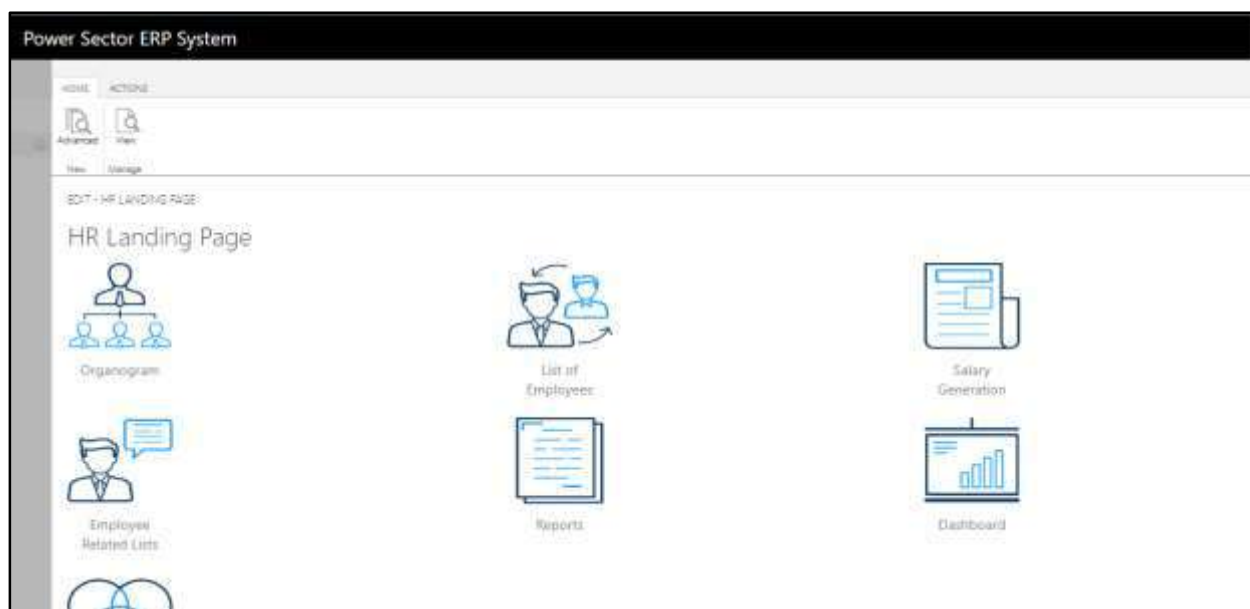 Power Sector ERP System
HOME ACTIONS
Advanced View
View Manage
EDIT - HR LANDING PAGE
HR Landing Page
Organogram
List of
Employees
Salary
Generation
Employee
Related Lists
Reports
Dashboard